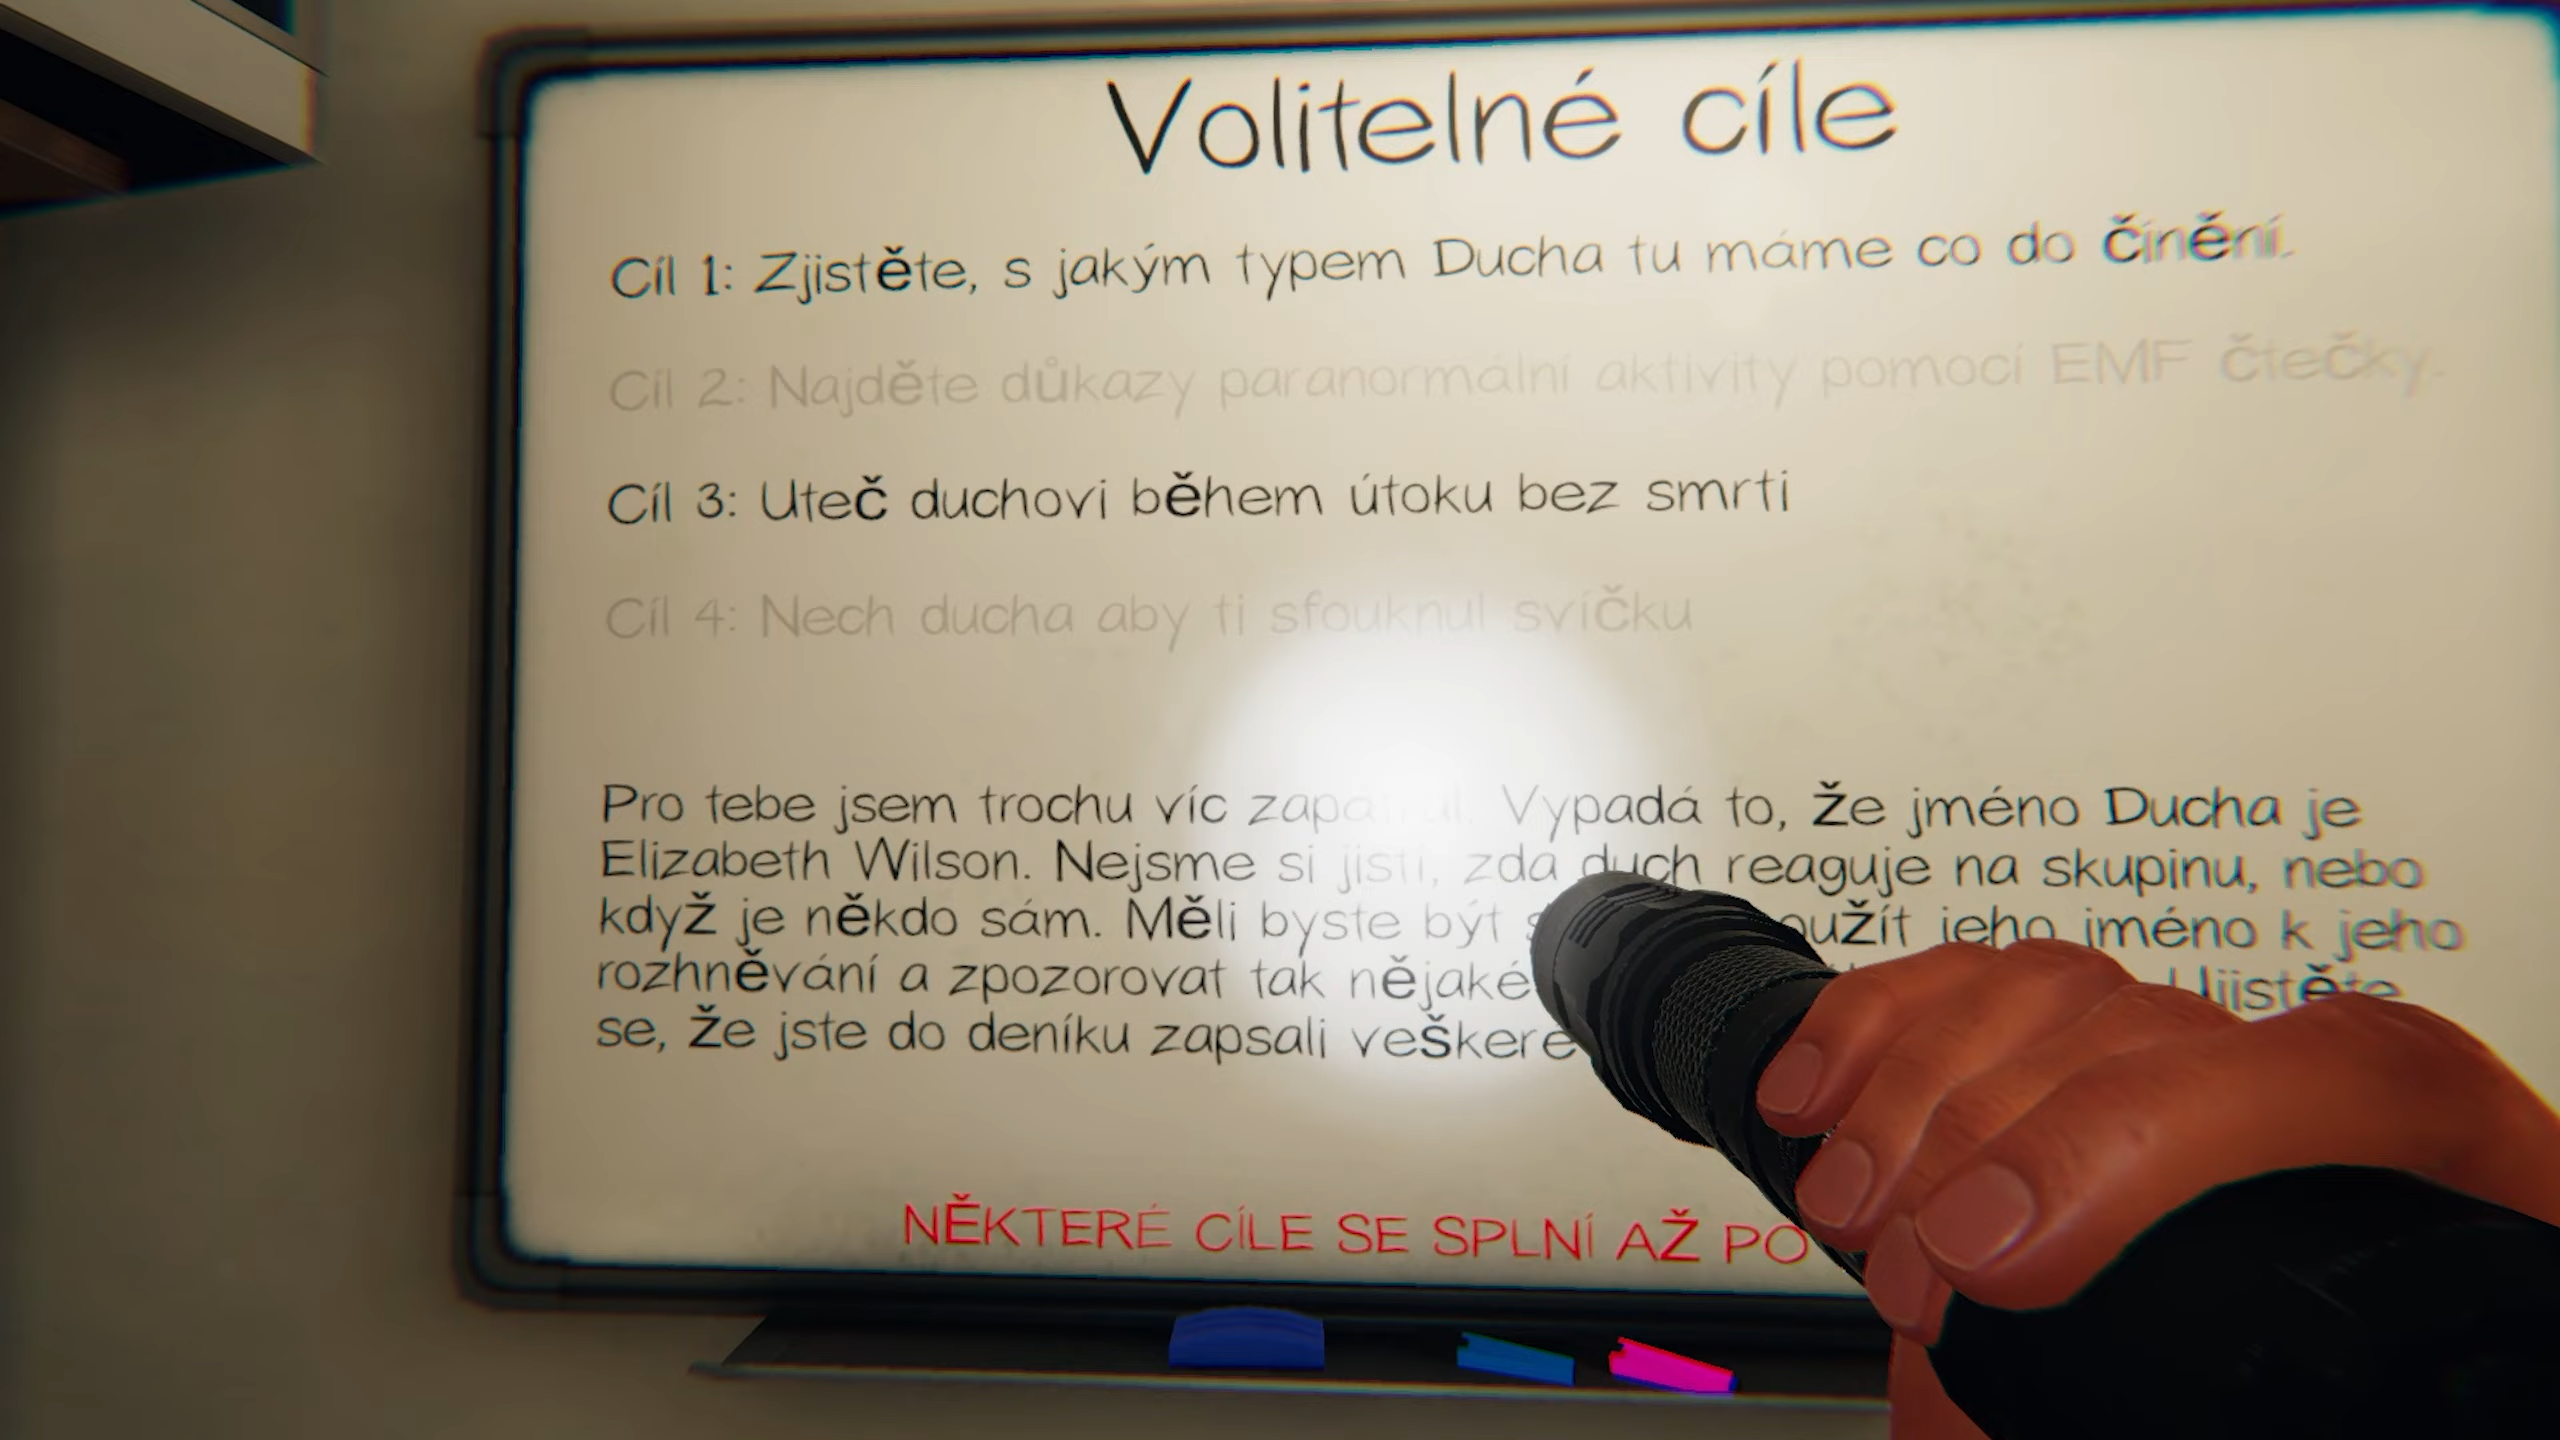 Volitelné cíle
Cíl 1: Zjistěte, s jakým typem Ducha tu máme co do činění.
Cíl 2: Najděte důkazy paranormální aktivity pomocí EMF čtečky.
Cíl 3: Uteč duchovi během útoku bez smrti
Cíl 4: Nech ducha aby ti sfouknul svíčku
Pro tebe jsem trochu víc Vypadá to, že jméno Ducha je
Elizabeth Wilson. Nejsme si jisti, zda duch reaguje na skupinu, nebo
když je někdo sám. Měli byste být jeho jméno k jeho
rozhněvání a zpozorovat tak nějaké Ujistěte
se, že jste do deníku zapsali veškeré
NĚKTERÉ CÍLE SE SPLNÍ AŽ PO